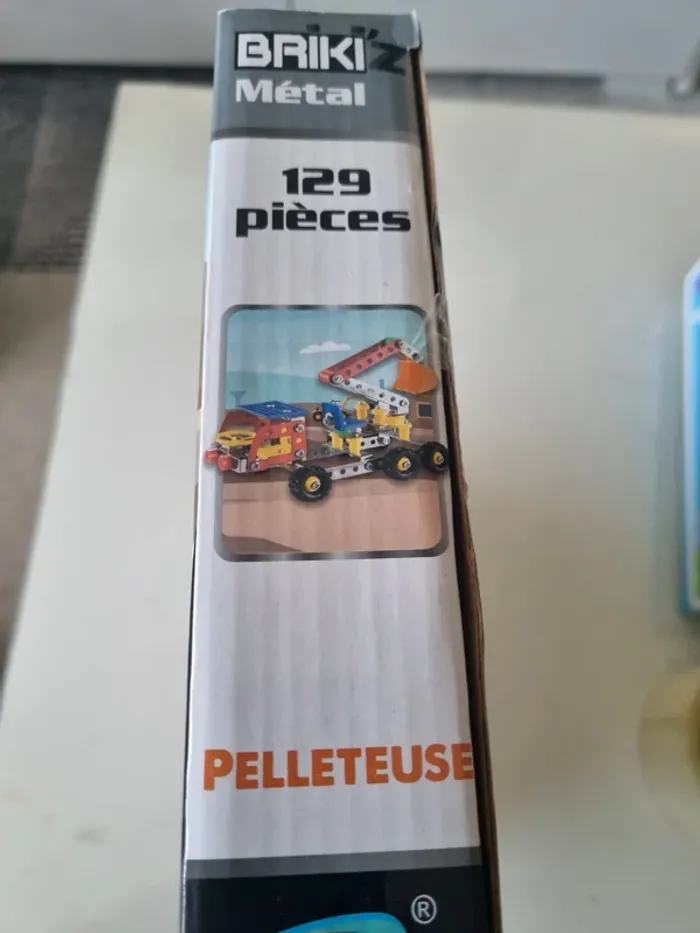 BRIKI'Z
Métal
129
pièces
PELLETEUSE
®